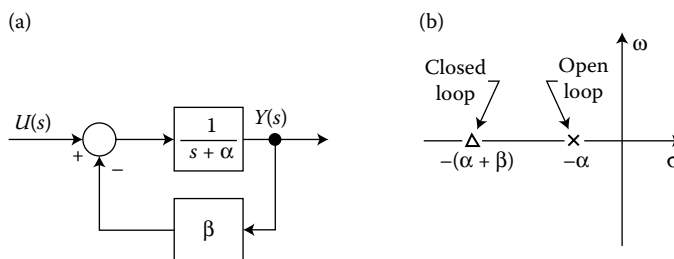 (a)
U(s)
+
−
1
s + α
Y(s)
β
(b)
ω
Closed
loop
Open
loop
−(α + β)
−α
σ